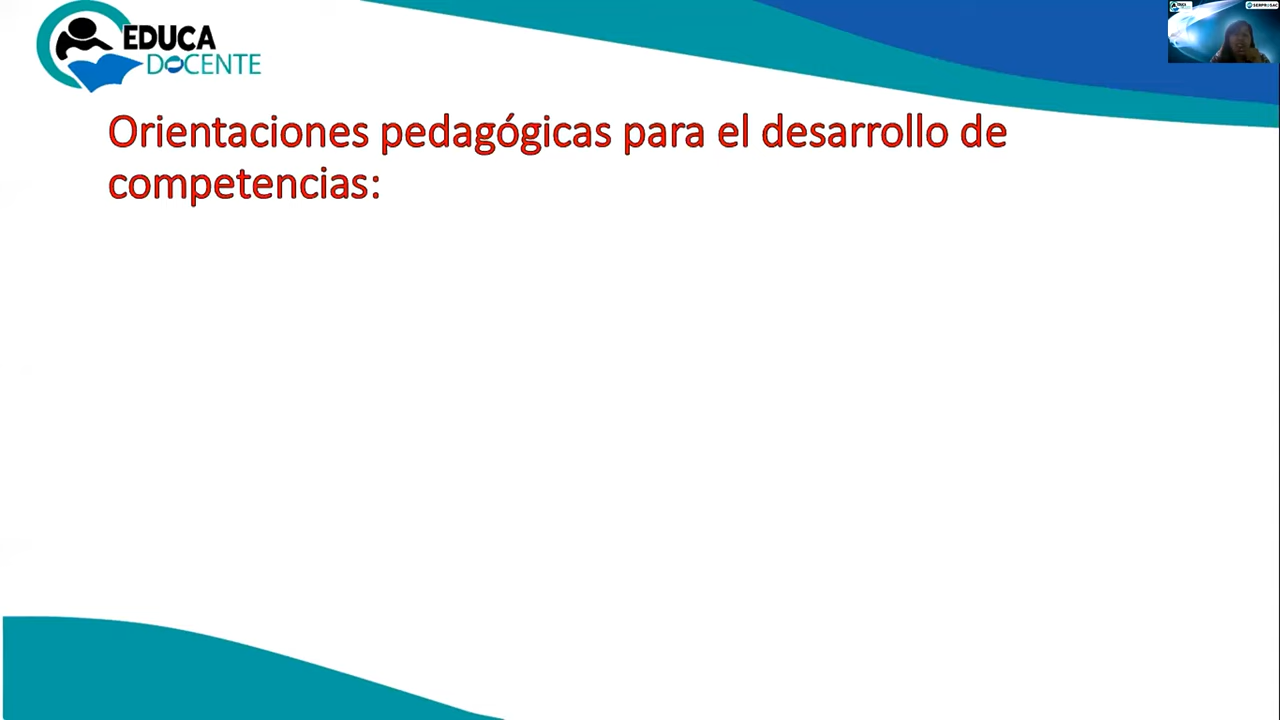 EDUCA
DOCENTE
Orientaciones pedagógicas para el desarrollo de
competencias: